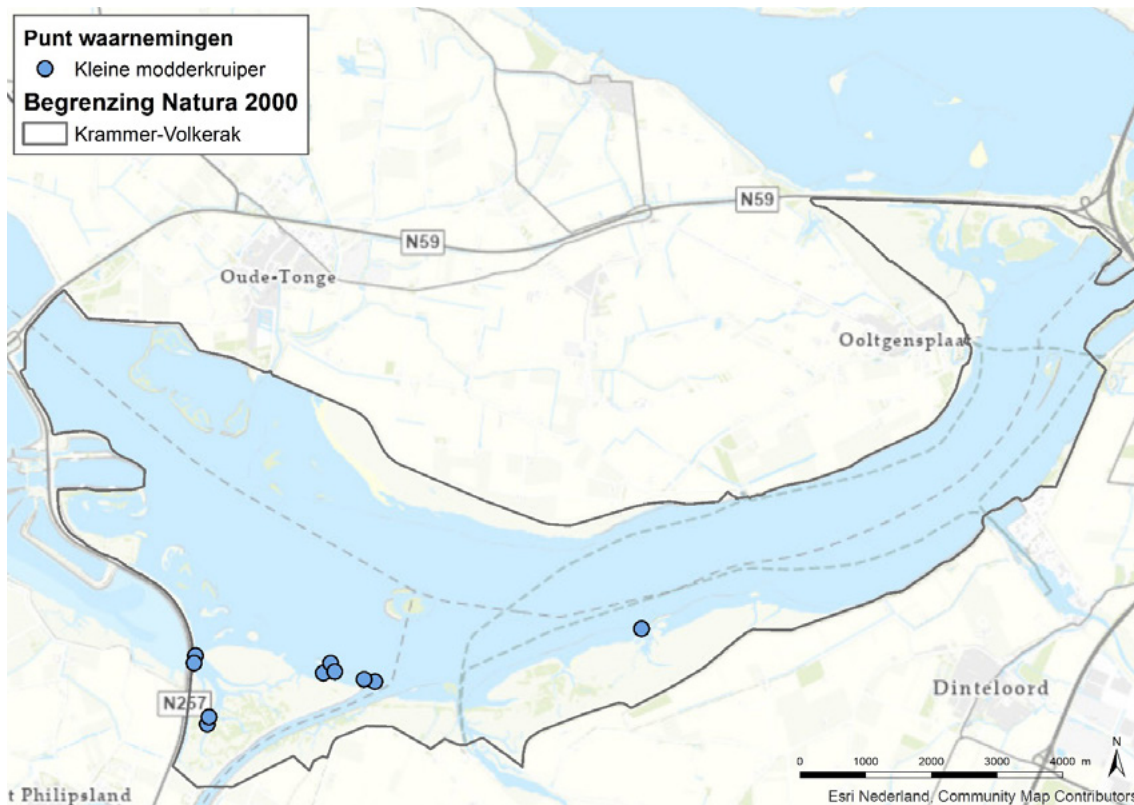 Punt waarnemingen
Kleine modderkruiper
Begrenzing Natura 2000
Krammer-Volkerak
N59
N59
Oude-Tonge
Ooltgensplaat
N257
Dinteloord
t Philipsland
N
0 1000 2000 3000 4000 m
Esri Nederland, Community Map Contributors